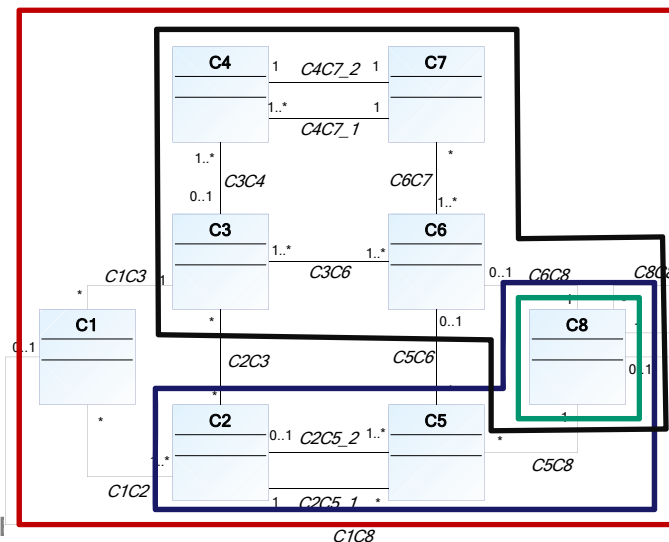 C4
1
C4C7_2
1
C7
1..*
C4C7_1
1
1..*
C3C4
C6C7
*
0..1
1..*
C3
1..*
C3C6
1..*
C6
C1C3
1
0..1
C6C8
C8C8
*
C1
*
C2C3
0..1
C5C6
1
C8
0..1
0..1
*
*
1
C2
0..1
C2C5_2
1..*
C5
*
1..*
C1C2
C5C8
1
C2C5_1
*
C1C8